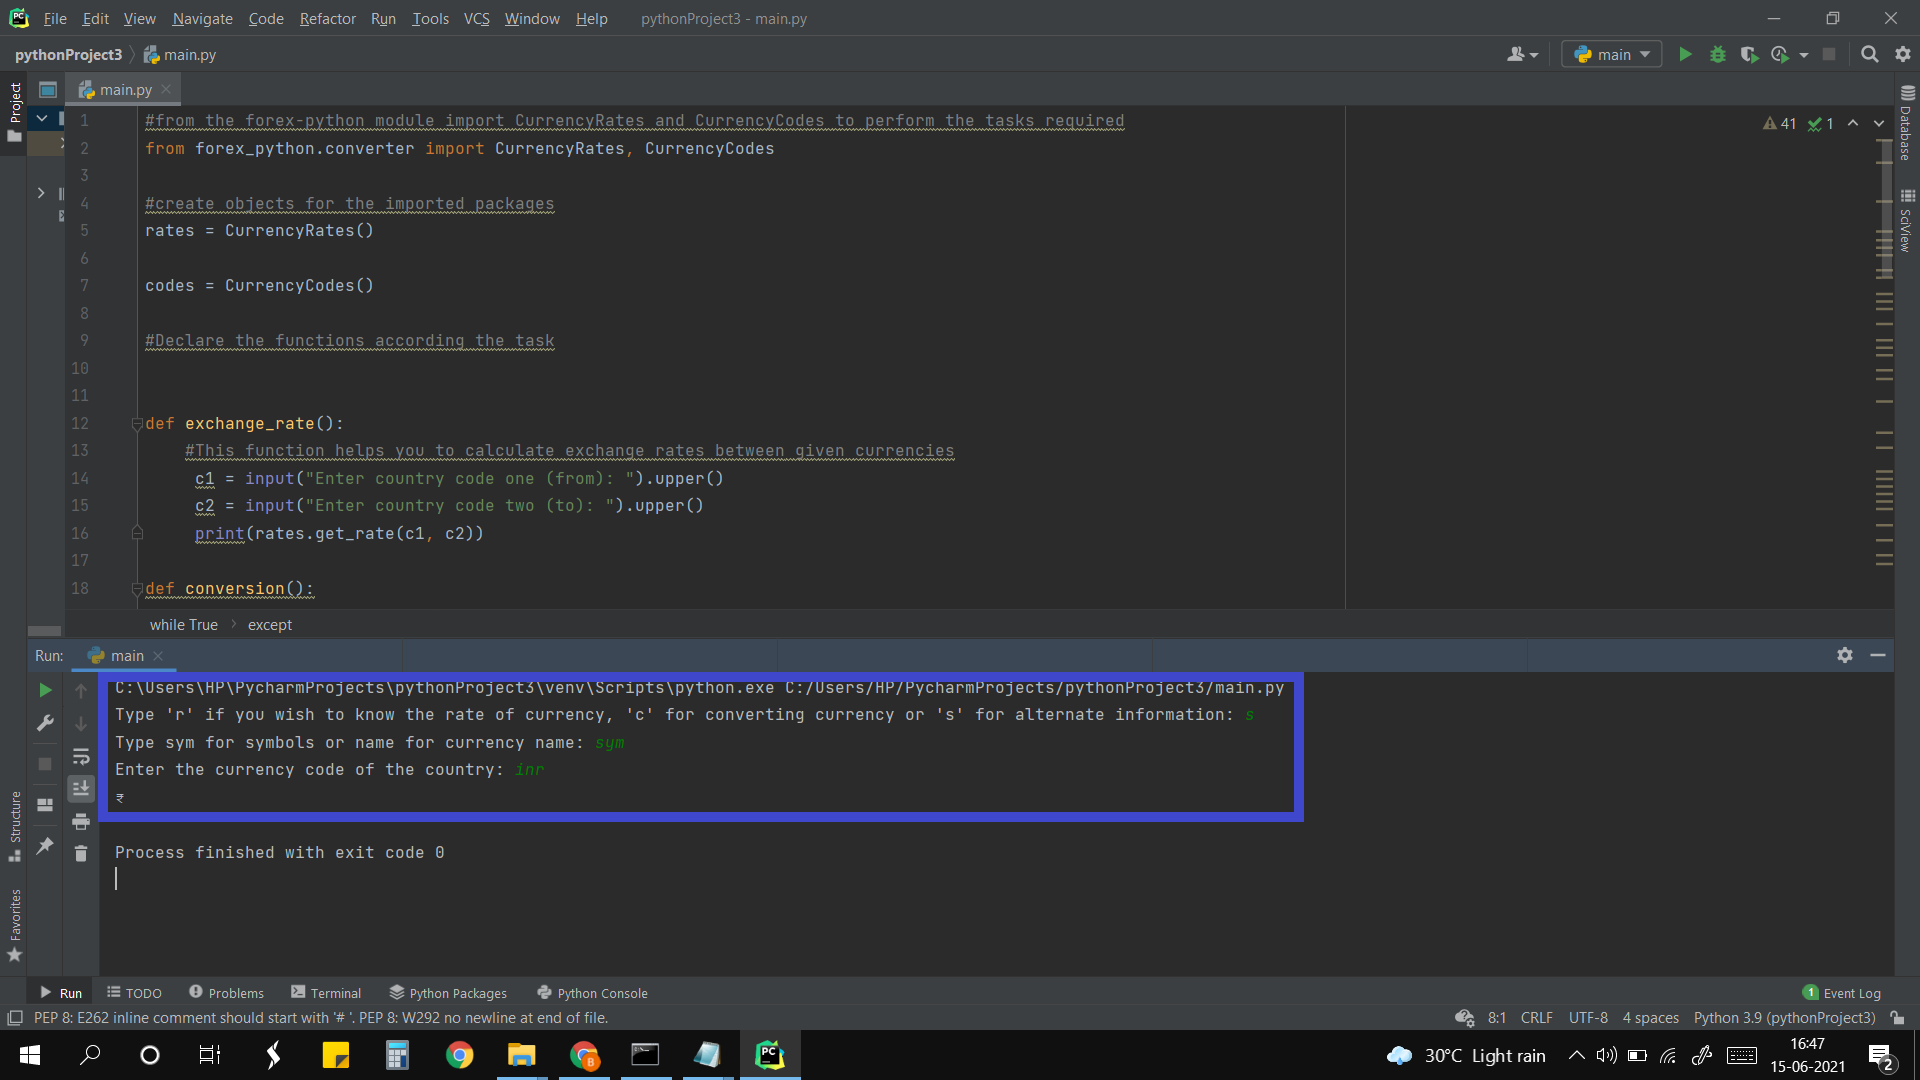 PC File Edit View Navigate Code Refactor Run Tools VCS Window Help pythonProject3 - main.py
pythonProject3 main.py main
Project
main.py
41 1
1 #from the forex-python module import CurrencyRates and CurrencyCodes to perform the tasks required
2 from forex_python.converter import CurrencyRates, CurrencyCodes
3
4 #create objects for the imported packages
5 rates = CurrencyRates()
6
7 codes = CurrencyCodes()
8
9 #Declare the functions according the task
10
11
12 def exchange_rate():
13 #This function helps you to calculate exchange rates between given currencies
14 c1 = input("Enter country code one (from): ").upper()
15 c2 = input("Enter country code two (to): ").upper()
16 print(rates.get_rate(c1, c2))
17
18 def conversion():
Database
SciView
while True except
Run: main
C:\Users\HP\PycharmProjects\pythonProject3\venv\Scripts\python.exe C:/Users/HP/PycharmProjects/pythonProject3/main.py
Type 'r' if you wish to know the rate of currency, 'c' for converting currency or 's' for alternate information: s
Type sym for symbols or name for currency name: sym
Enter the currency code of the country: inr
₹
Process finished with exit code 0
Structure
Favorites
Run TODO Problems Terminal Python Packages Python Console 1 Event Log
PEP 8: E262 inline comment should start with '# '. PEP 8: W292 no newline at end of file. 8:1 CRLF UTF-8 4 spaces Python 3.9 (pythonProject3)
B PC 30°C Light rain 16:47
15-06-2021 2